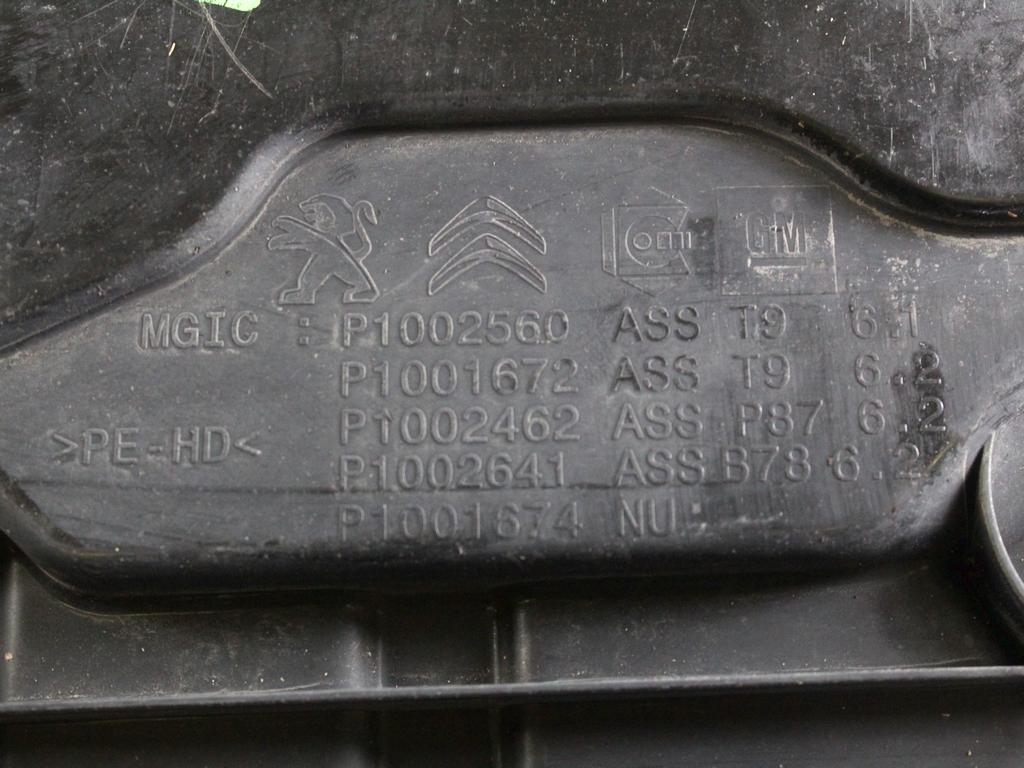 GM
MGIC : P1002560 ASS T9 6.1
P1001672 ASS T9 6.2
P1002462 ASS P87 6.2
>PE-HD<
P1002641 ASS B78 6.2
P1001674 NU